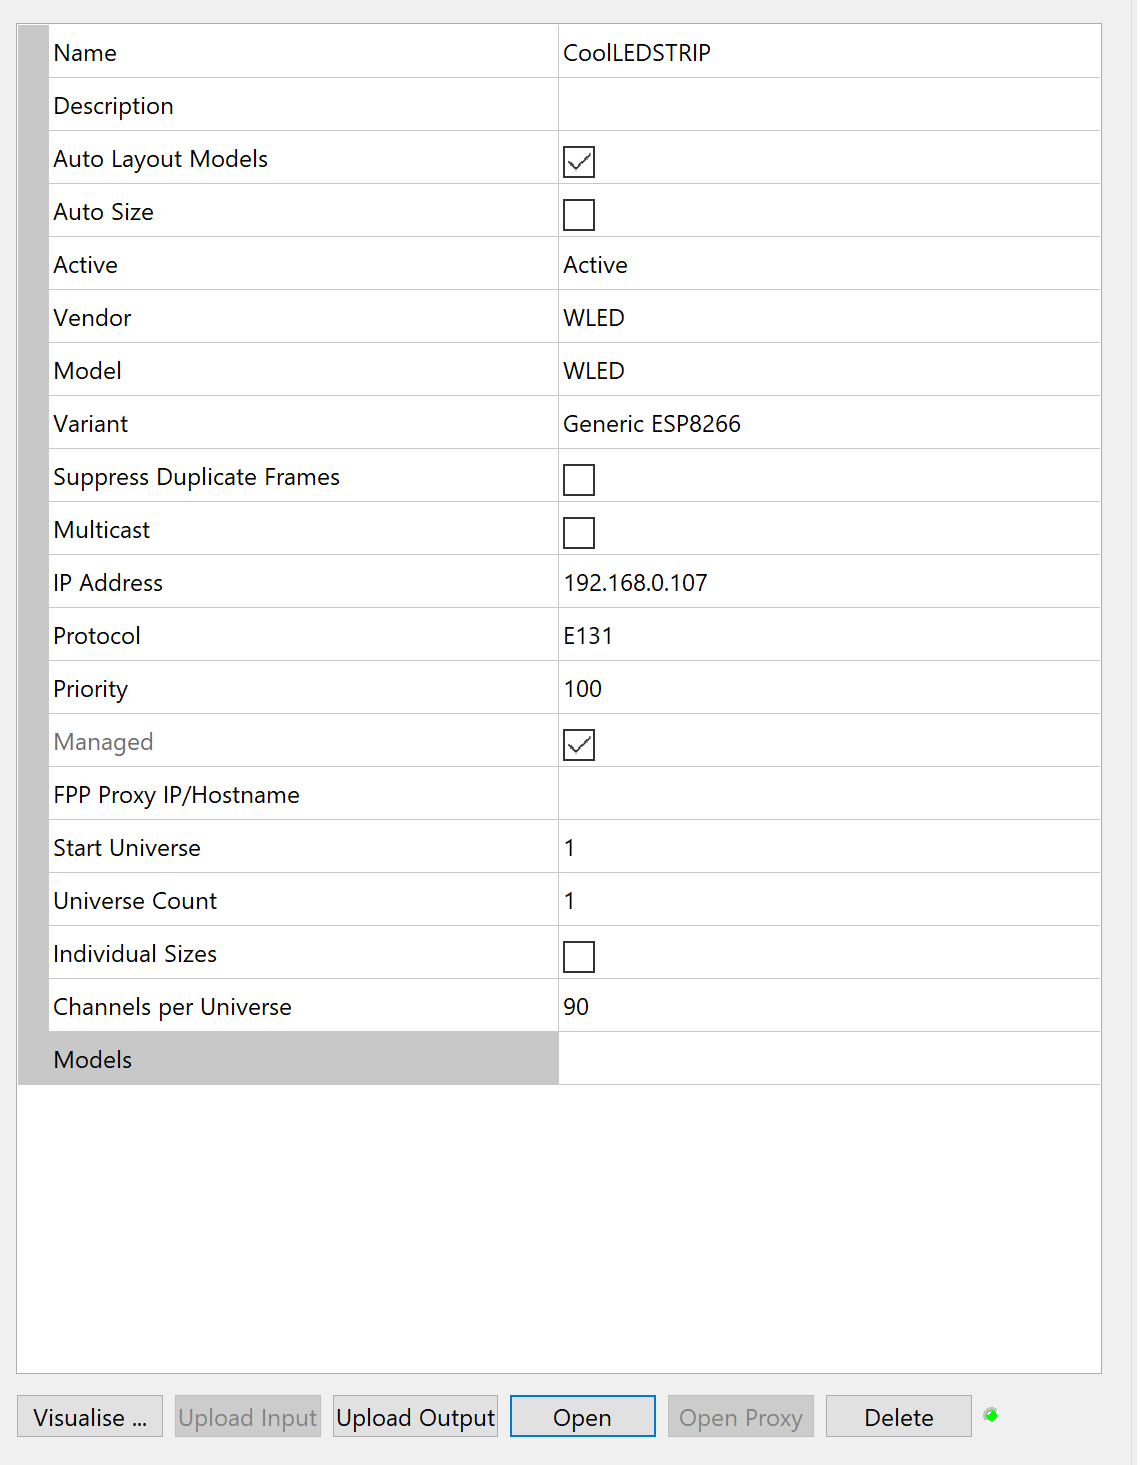 Name CoolLEDSTRIP
Description
Auto Layout Models
Auto Size
Active Active
Vendor WLED
Model WLED
Variant Generic ESP8266
Suppress Duplicate Frames
Multicast
IP Address 192.168.0.107
Protocol E131
Priority 100
Managed
FPP Proxy IP/Hostname
Start Universe 1
Universe Count 1
Individual Sizes
Channels per Universe 90
Models
Visualise ... Upload Input Upload Output Open Open Proxy Delete